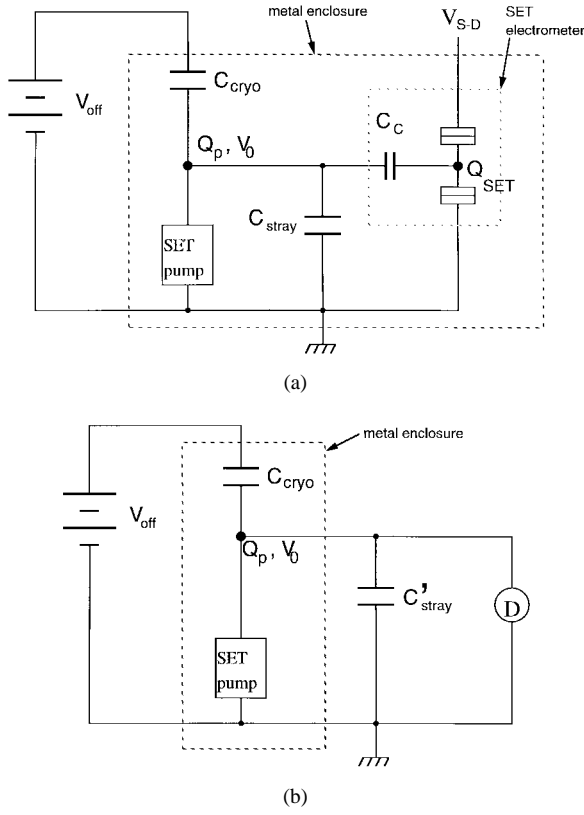 metal enclosure
V_S-D
SET
electrometer
C_cryo
V_off
C_C
Q_p , V_0
Q_SET
C_stray
SET
pump
(a)
metal enclosure
C_cryo
V_off
Q_p , V_0
C'_stray
D
SET
pump
(b)